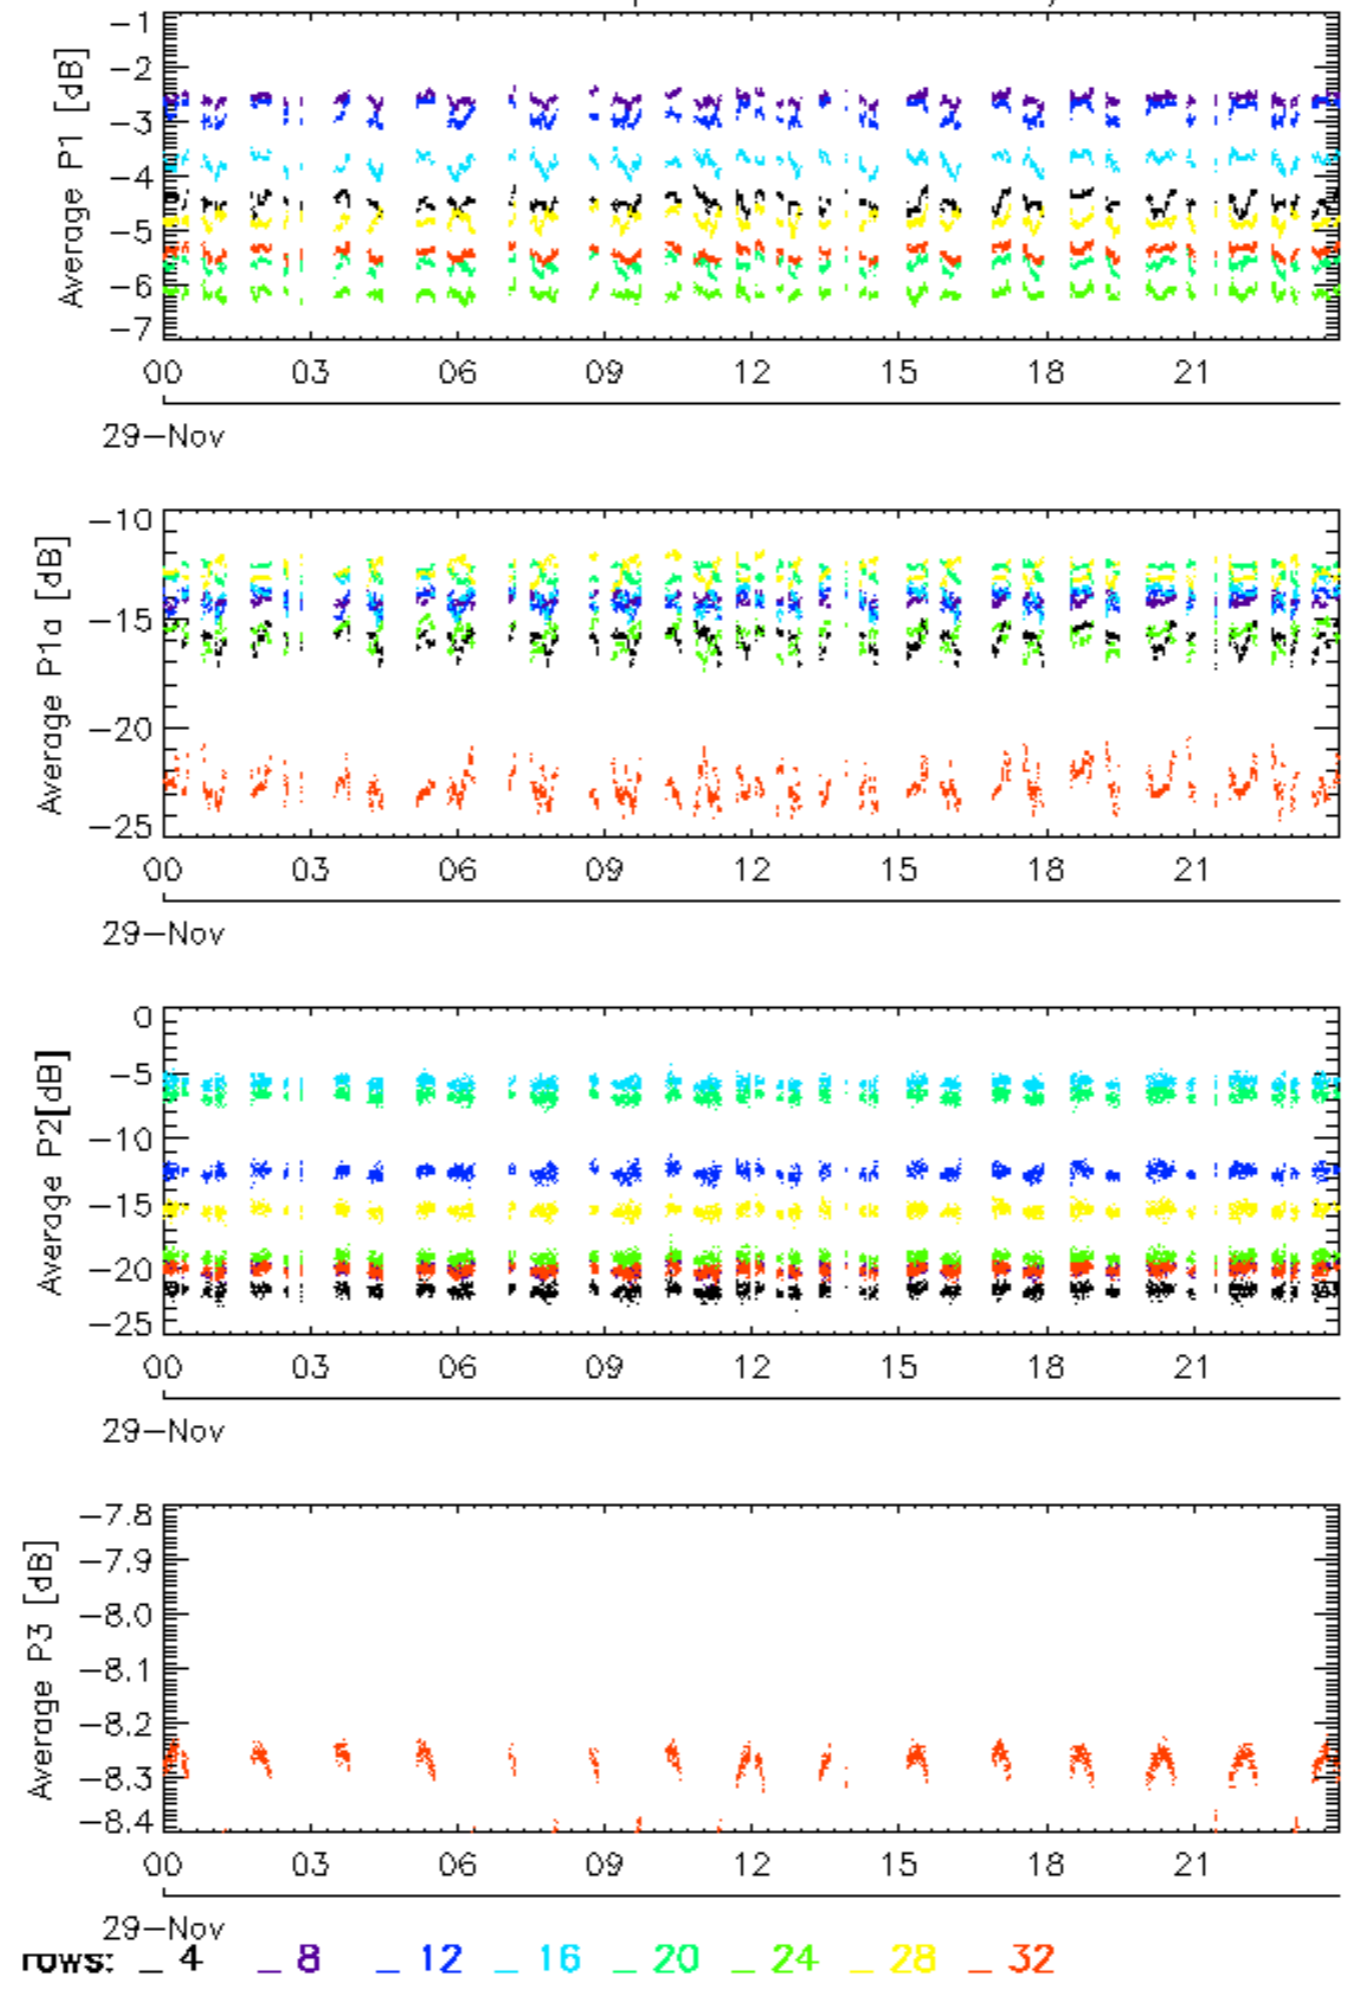 Average P1 [dB]
-1
-2
-3
-4
-5
-6
-7
00 03 06 09 12 15 18 21
29-Nov
Average P1a [dB]
-10
-15
-20
-25
00 03 06 09 12 15 18 21
29-Nov
Average P2[dB]
0
-5
-10
-15
-20
-25
00 03 06 09 12 15 18 21
29-Nov
Average P3 [dB]
-7.8
-7.9
-8.0
-8.1
-8.2
-8.3
-8.4
00 03 06 09 12 15 18 21
29-Nov
rows: _ 4 _ 8 _ 12 _ 16 _ 20 _ 24 _ 28 _ 32